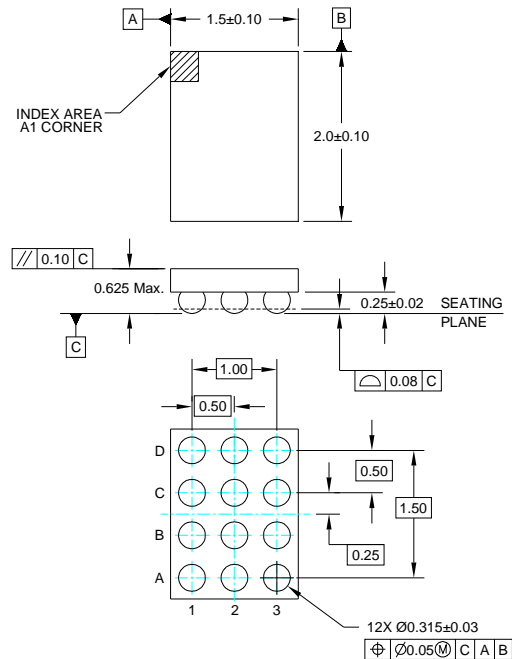 A
1.5±0.10
B
INDEX AREA
A1 CORNER
2.0±0.10
// 0.10 C
0.625 Max.
0.25±0.02
SEATING
PLANE
C
⌓ 0.08 C
1.00
0.50
D
C
B
A
0.50
1.50
0.25
1 2 3
12X Ø0.315±0.03
⌖ Ø0.05Ⓜ C A B